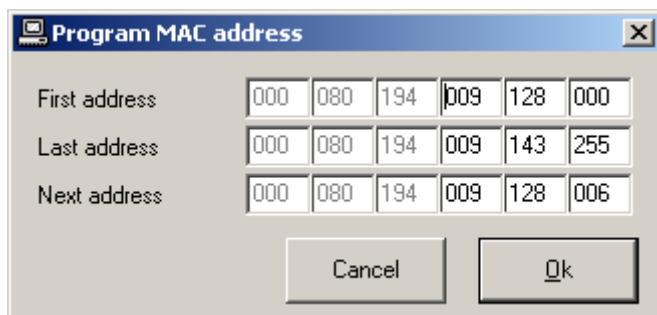 Program MAC address
First address 000 080 194 009 128 000
Last address 000 080 194 009 143 255
Next address 000 080 194 009 128 006
Cancel Ok